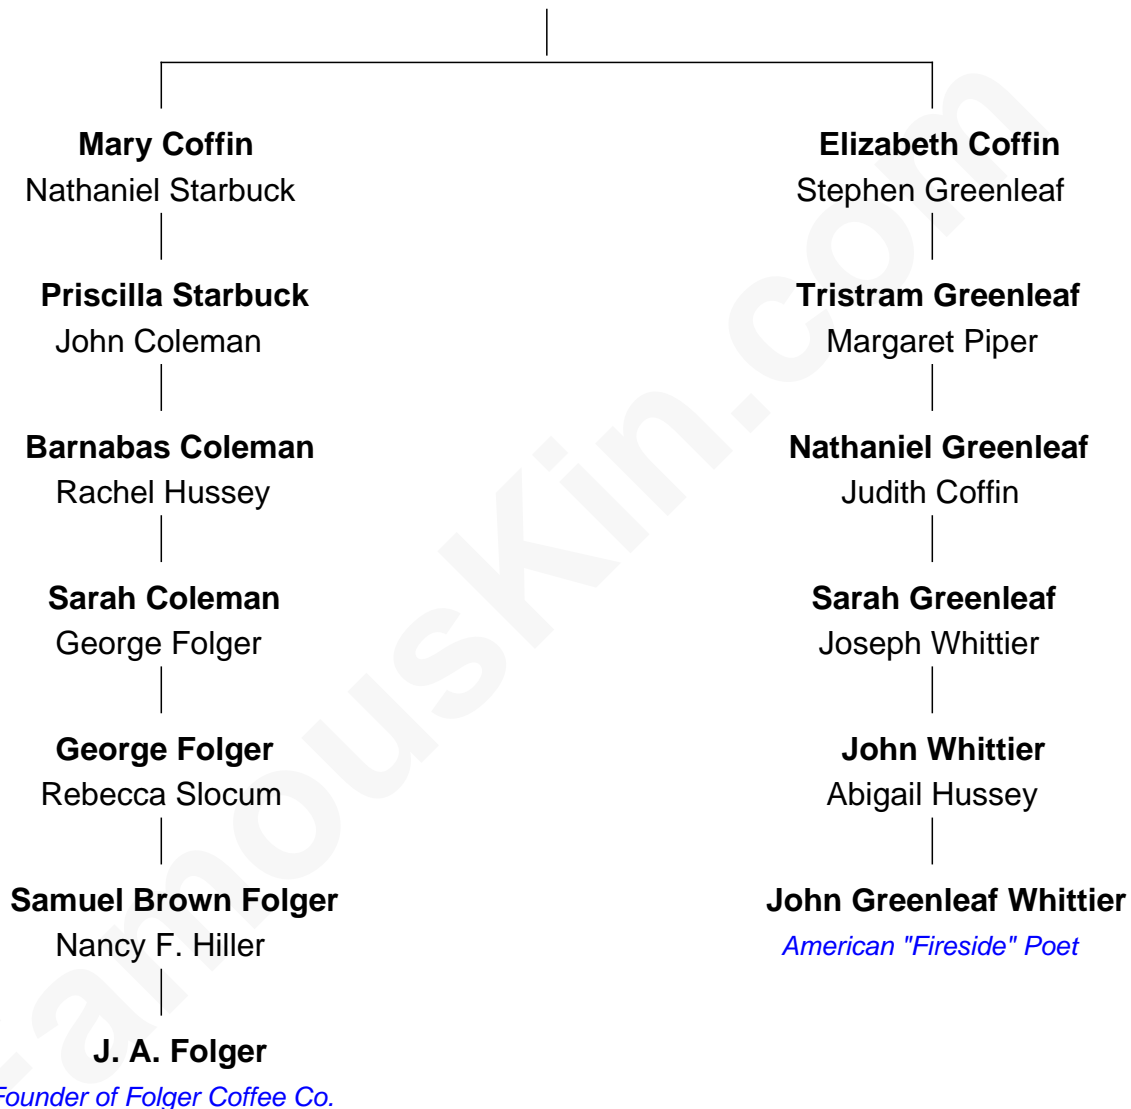 Mary Coffin
Nathaniel Starbuck
Priscilla Starbuck
John Coleman
Barnabas Coleman
Rachel Hussey
Sarah Coleman
George Folger
George Folger
Rebecca Slocum
Samuel Brown Folger
Nancy F. Hiller
J. A. Folger
Founder of Folger Coffee Co.
Elizabeth Coffin
Stephen Greenleaf
Tristram Greenleaf
Margaret Piper
Nathaniel Greenleaf
Judith Coffin
Sarah Greenleaf
Joseph Whittier
John Whittier
Abigail Hussey
John Greenleaf Whittier
American "Fireside" Poet
FamousKin.com